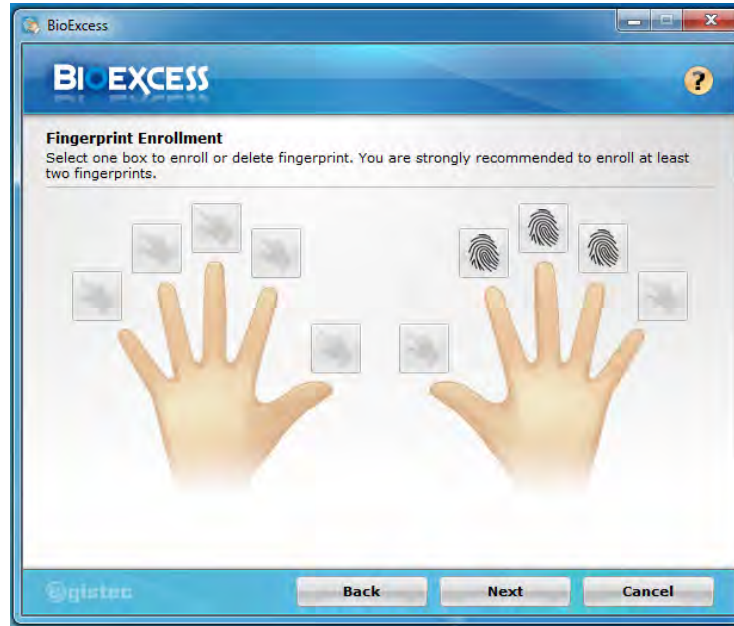 BioExcess
BIOEXCESS
?
Fingerprint Enrollment
Select one box to enroll or delete fingerprint. You are strongly recommended to enroll at least
two fingerprints.
Egistec
Back Next Cancel